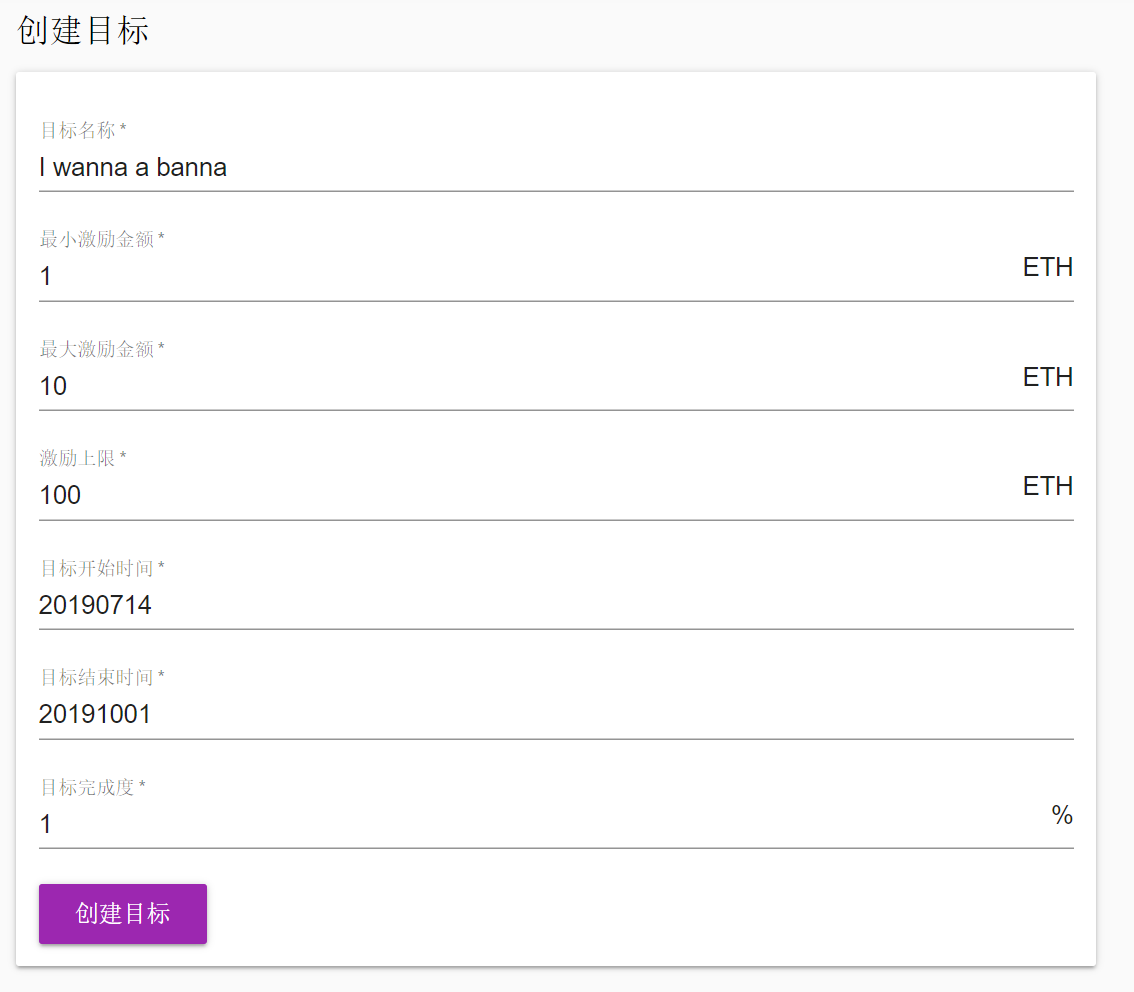 创建目标
目标名称 *
I wanna a banna
最小激励金额 *
1 ETH
最大激励金额 *
10 ETH
激励上限 *
100 ETH
目标开始时间 *
20190714
目标结束时间 *
20191001
目标完成度 *
1 %
创建目标